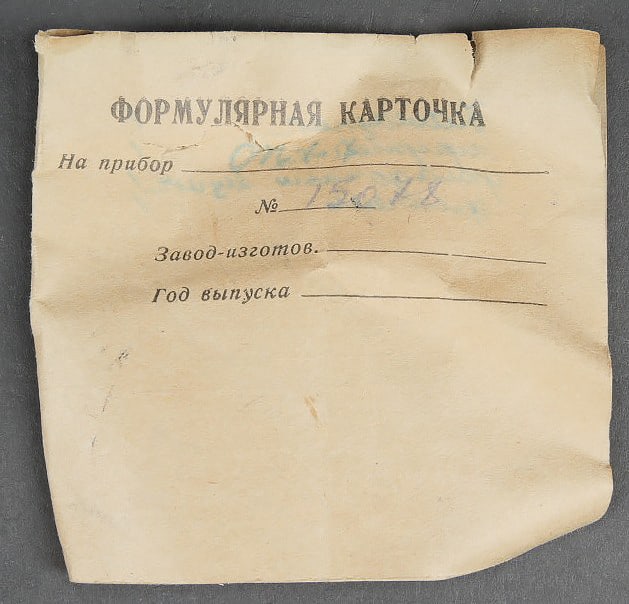 ФОРМУЛЯРНАЯ КАРТОЧКА
На прибор
№ 15078
Завод-изготов.
Год выпуска